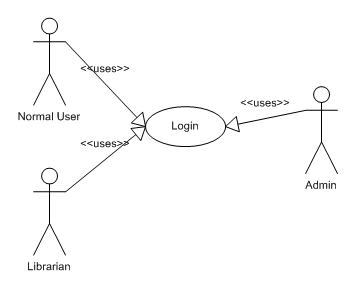 <<uses>>
Normal User
<<uses>>
Login
<<uses>>
Admin
Librarian